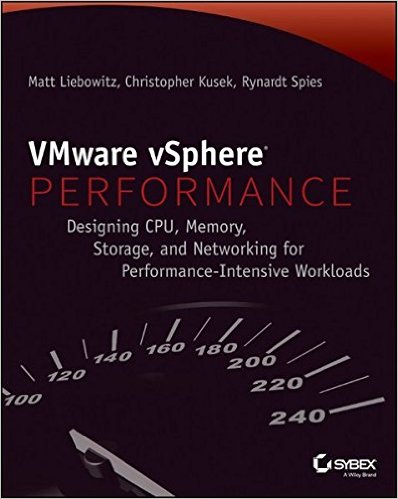 Matt Liebowitz, Christopher Kusek, Rynardt Spies
VMware vSphere®
PERFORMANCE
Designing CPU, Memory,
Storage, and Networking for
Performance-Intensive Workloads
100
120
140
160
180
200
220
240
SYBEX
A Wiley Brand